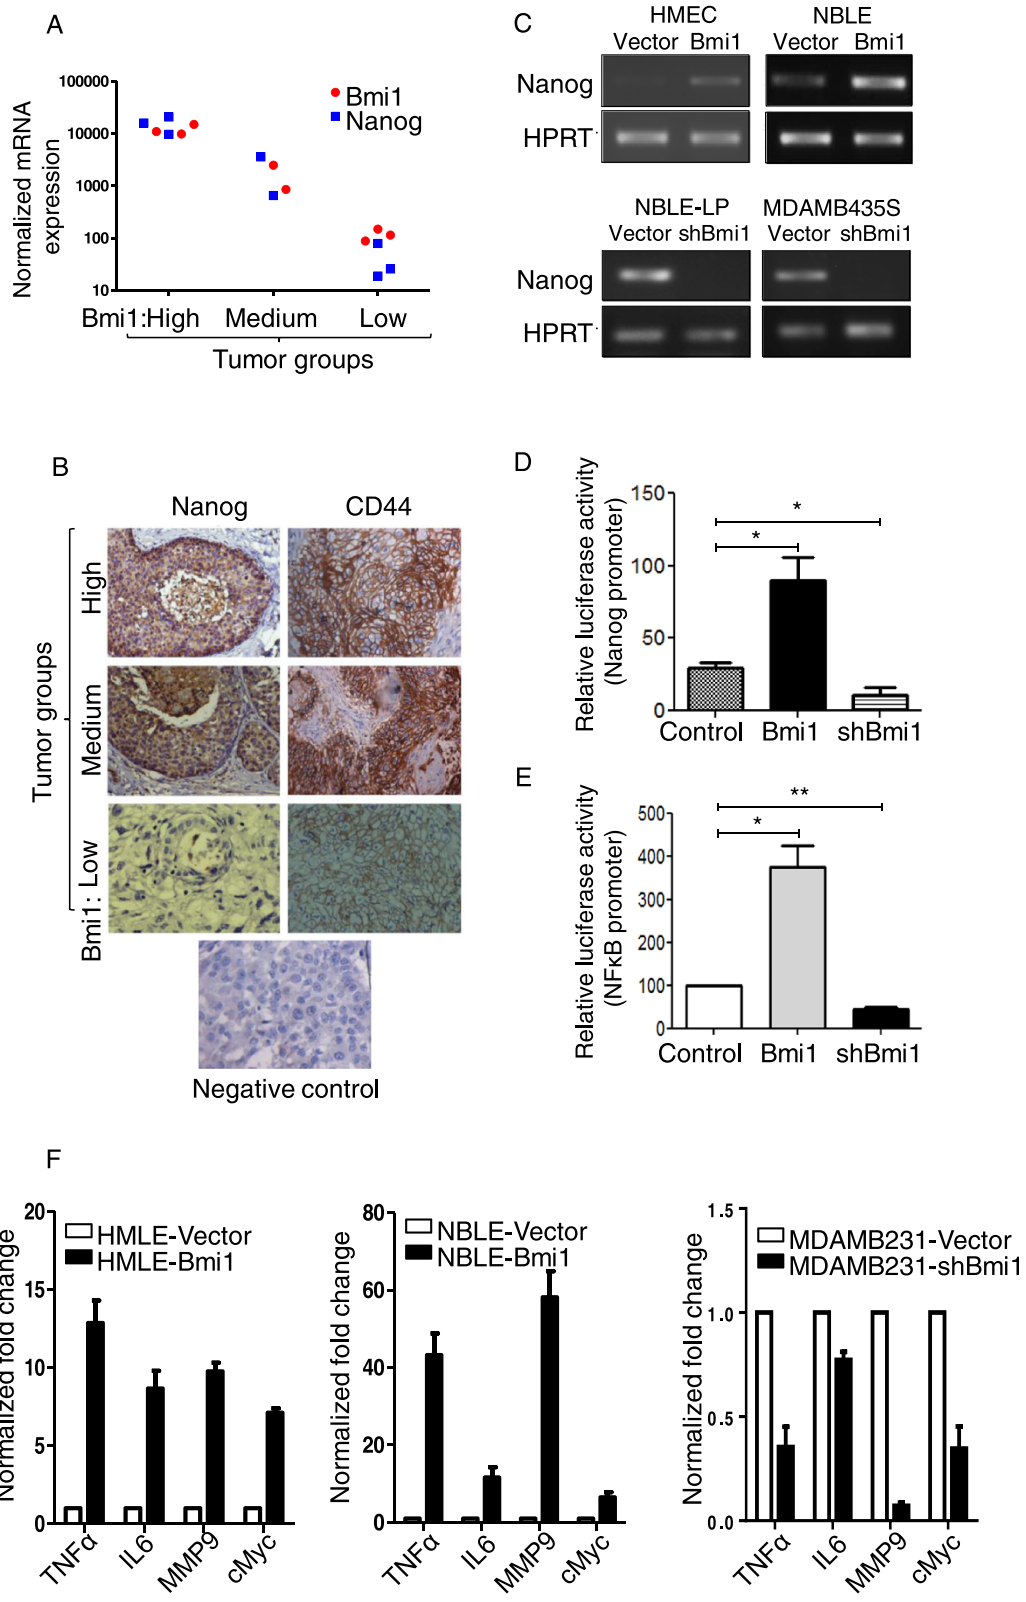 A
Normalized mRNA
expression
100000
10000
1000
100
10
Bmi1
Nanog
Bmi1:High Medium Low
Tumor groups
C
HMEC NBLE
Vector Bmi1 Vector Bmi1
Nanog
HPRT
NBLE-LP MDAMB435S
Vector shBmi1 Vector shBmi1
Nanog
HPRT
B
Nanog CD44
Tumor groups
High
Medium
Bmi1: Low
Negative control
D
Relative luciferase activity
(Nanog promoter)
150
100
50
0
*
*
Control Bmi1 shBmi1
E
Relative luciferase activity
(NFκB promoter)
500
400
300
200
100
0
**
*
Control Bmi1 shBmi1
F
Normalized fold change
20
15
10
5
0
HMLE-Vector
HMLE-Bmi1
TNFα IL6 MMP9 cMyc
Normalized fold change
80
60
40
20
0
NBLE-Vector
NBLE-Bmi1
TNFα IL6 MMP9 cMyc
Normalized fold change
1.5
1.0
0.5
0.0
MDAMB231-Vector
MDAMB231-shBmi1
TNFα IL6 MMP9 cMyc